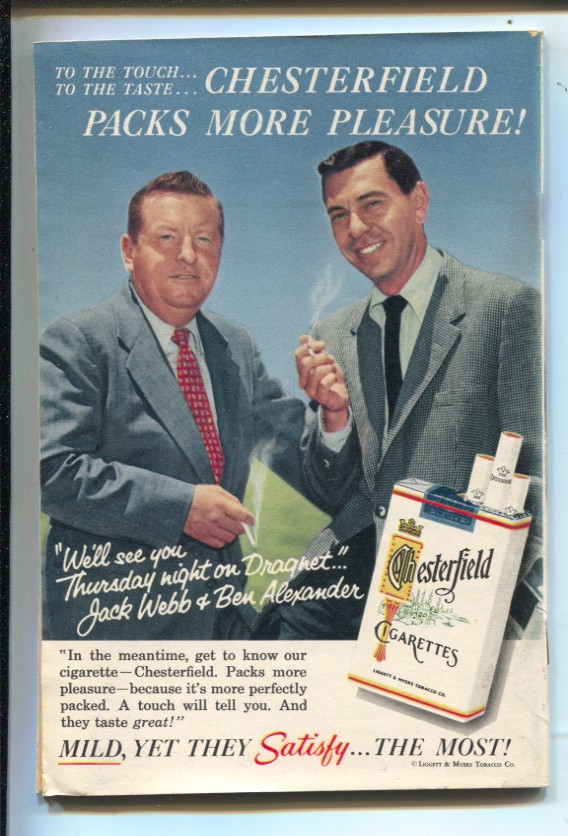 TO THE TOUCH...
TO THE TASTE...
CHESTERFIELD
PACKS MORE PLEASURE!
"We'll see you
Thursday night on Dragnet"...
Jack Webb & Ben Alexander
Chesterfield
CIGARETTES
LIGGETT & MYERS TOBACCO CO.
"In the meantime, get to know our
cigarette—Chesterfield. Packs more
pleasure—because it's more perfectly
packed. A touch will tell you. And
they taste great!"
MILD, YET THEY Satisfy...THE MOST!
© LIGGETT & MYERS TOBACCO CO.